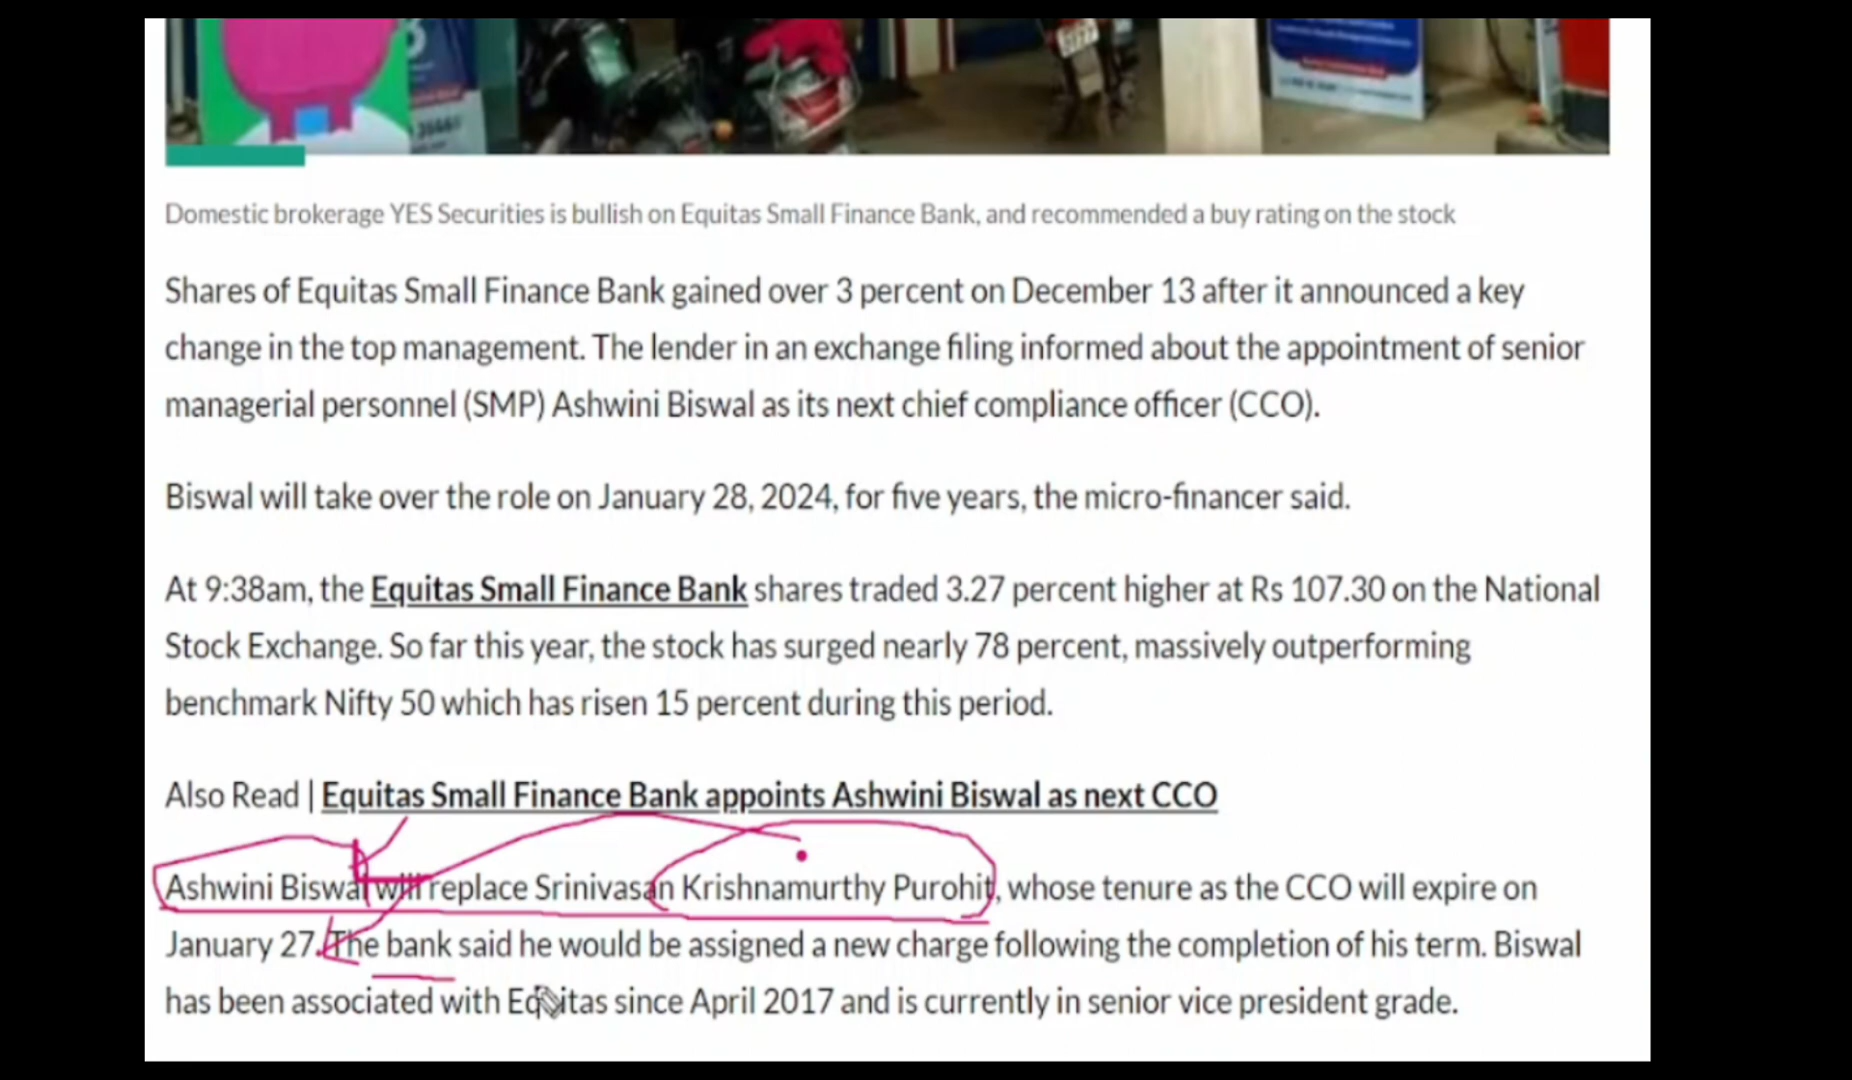 Domestic brokerage YES Securities is bullish on Equitas Small Finance Bank, and recommended a buy rating on the stock
Shares of Equitas Small Finance Bank gained over 3 percent on December 13 after it announced a key
change in the top management. The lender in an exchange filing informed about the appointment of senior
managerial personnel (SMP) Ashwini Biswal as its next chief compliance officer (CCO).
Biswal will take over the role on January 28, 2024, for five years, the micro-financer said.
At 9:38am, the Equitas Small Finance Bank shares traded 3.27 percent higher at Rs 107.30 on the National
Stock Exchange. So far this year, the stock has surged nearly 78 percent, massively outperforming
benchmark Nifty 50 which has risen 15 percent during this period.
Also Read | Equitas Small Finance Bank appoints Ashwini Biswal as next CCO
Ashwini Biswal will replace Srinivasan Krishnamurthy Purohit, whose tenure as the CCO will expire on
January 27. The bank said he would be assigned a new charge following the completion of his term. Biswal
has been associated with Equitas since April 2017 and is currently in senior vice president grade.